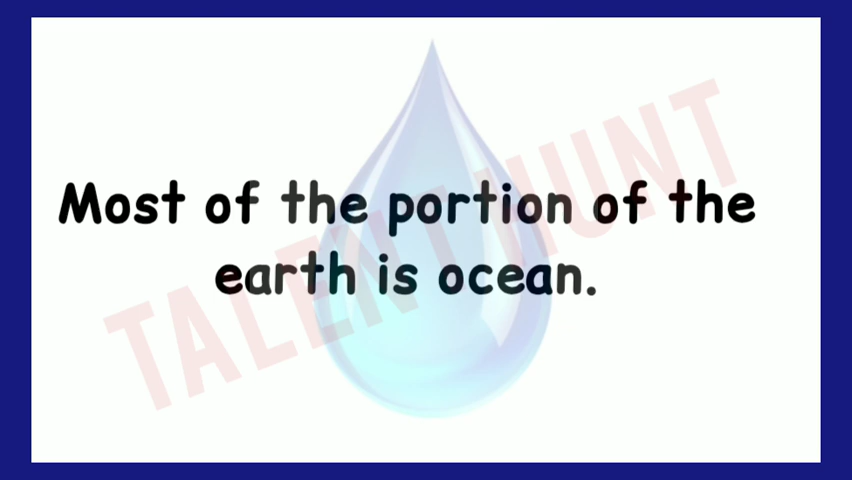 Most of the portion of the
earth is ocean.
TALENT HUNT